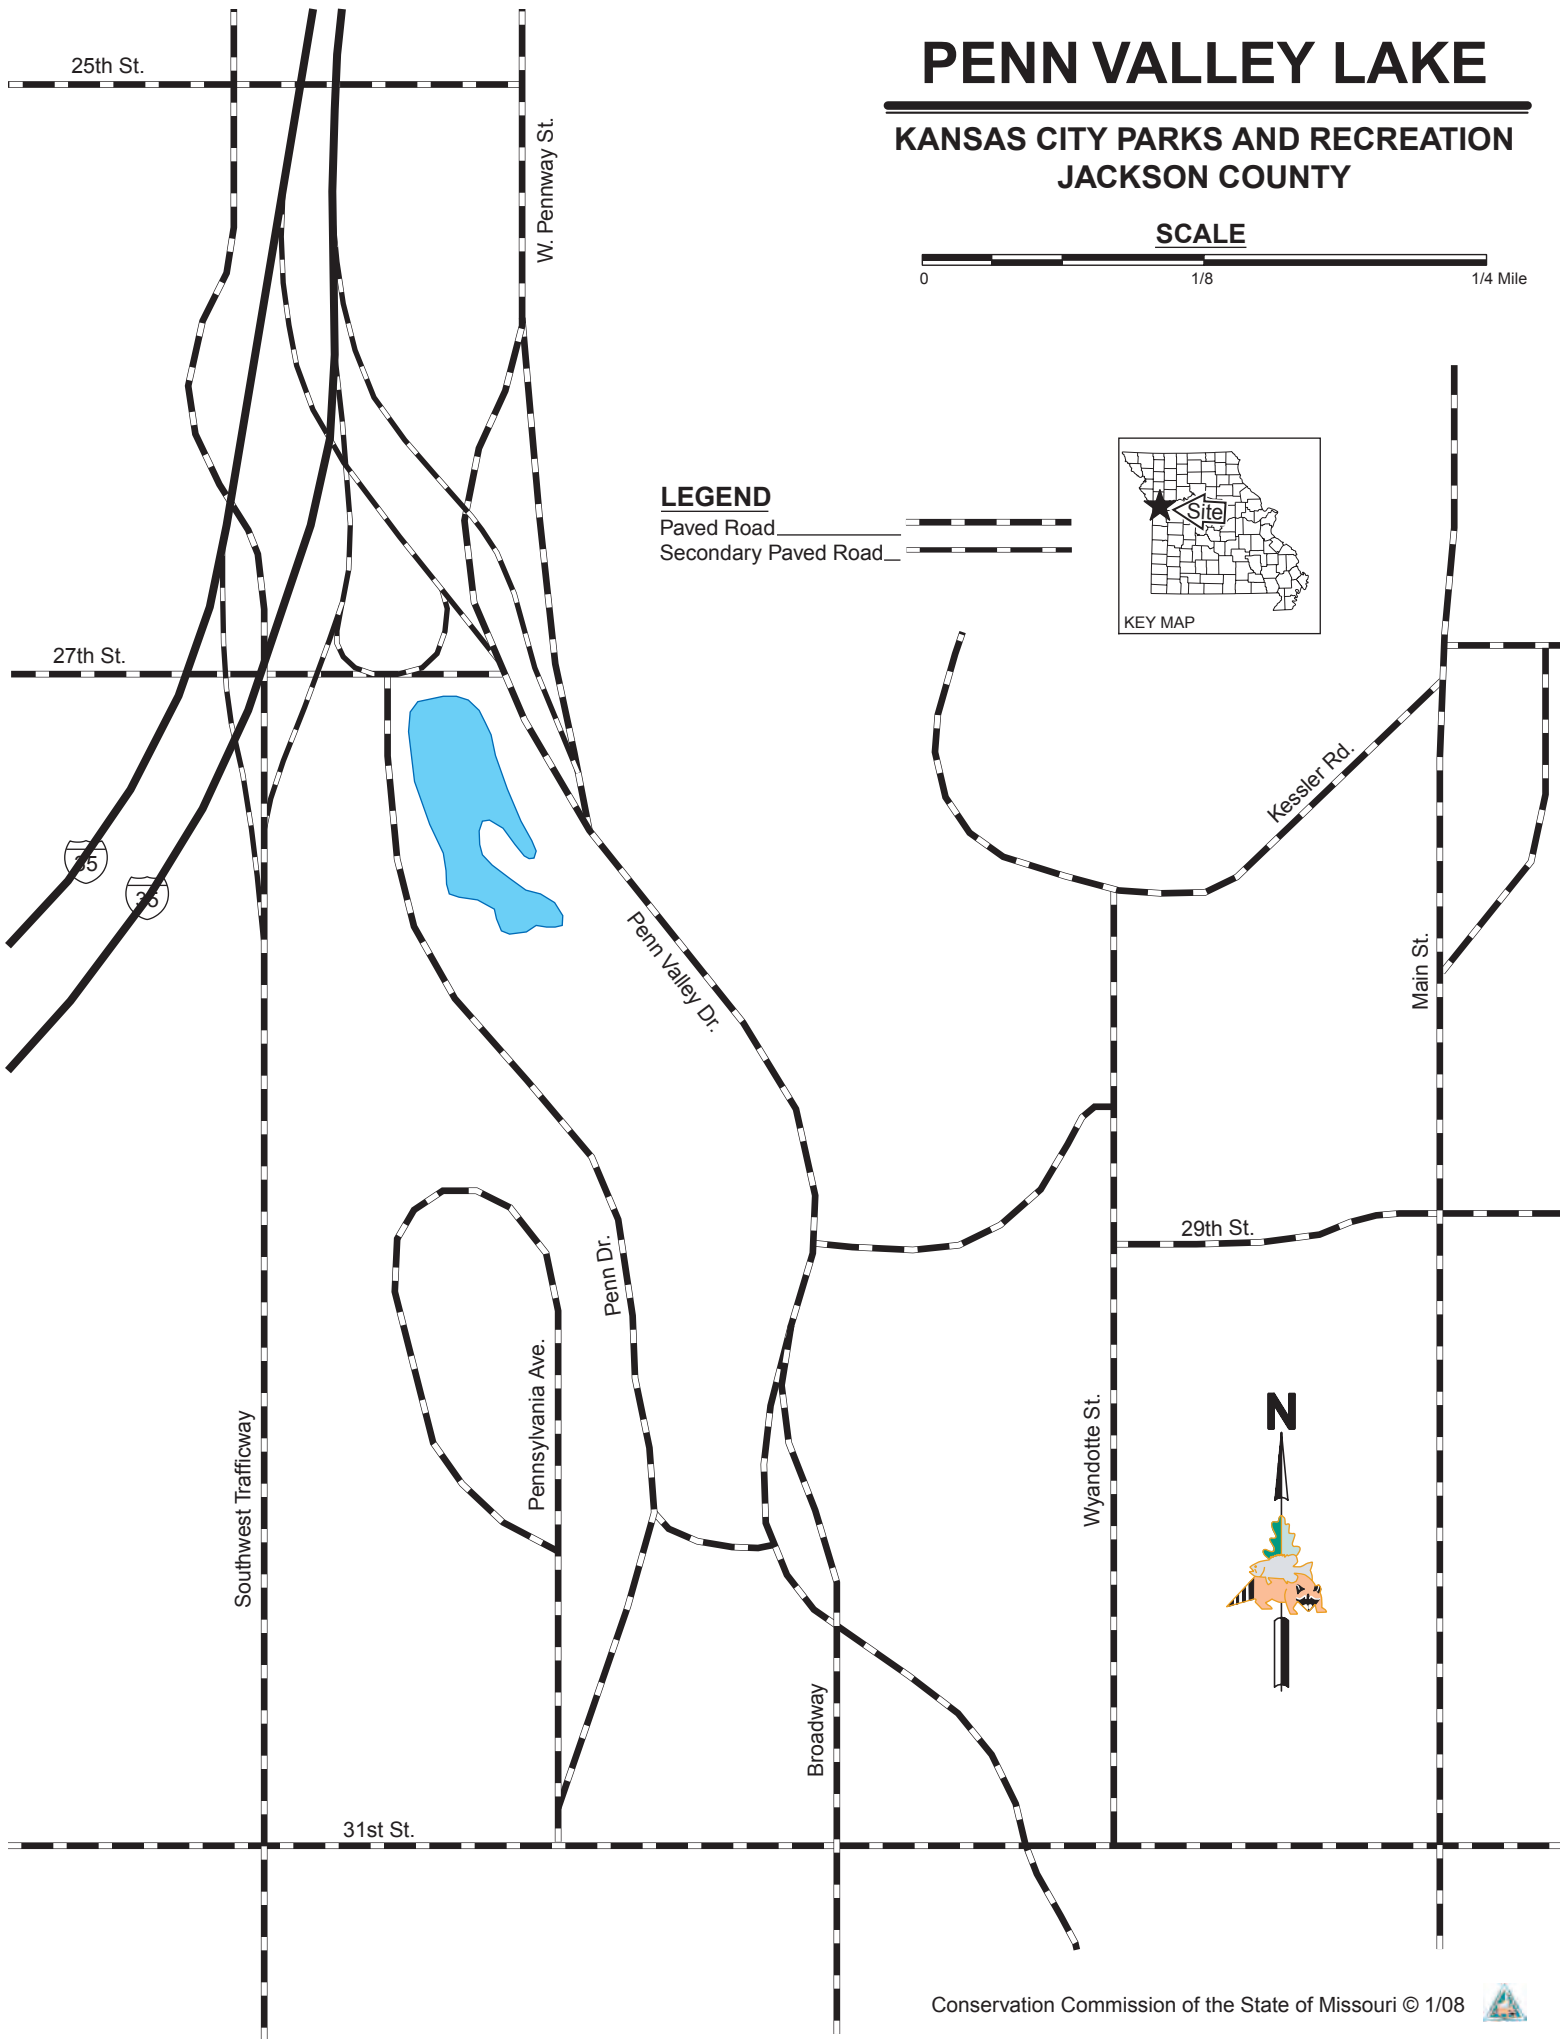 PENN VALLEY LAKE
KANSAS CITY PARKS AND RECREATION
JACKSON COUNTY
SCALE
0 1/8 1/4 Mile
25th St.
W. Pennway St.
LEGEND
Paved Road
Secondary Paved Road
Site
KEY MAP
27th St.
Kessler Rd.
35
35
Penn Valley Dr.
Main St.
29th St.
Penn Dr.
Pennsylvania Ave.
Southwest Trafficway
Wyandotte St.
N
Broadway
31st St.
Conservation Commission of the State of Missouri © 1/08